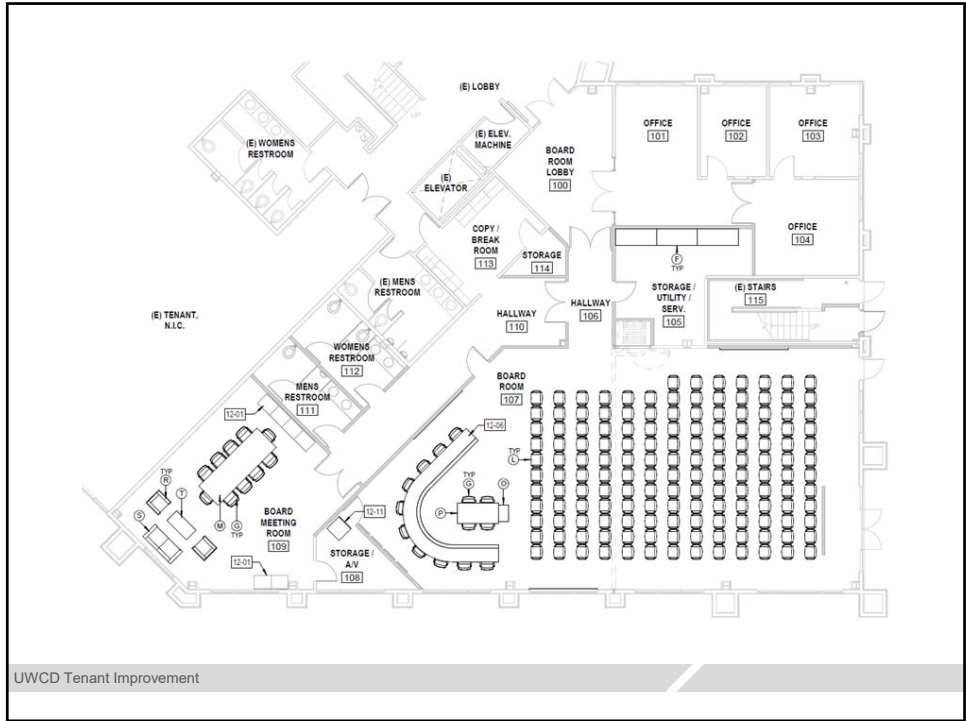 (E) LOBBY
(E) ELEV.
MACHINE
(E) WOMENS
RESTROOM
(E)
ELEVATOR
BOARD
ROOM
LOBBY
100
OFFICE
101
OFFICE
102
OFFICE
103
OFFICE
104
COPY /
BREAK
ROOM
113
STORAGE
114
F
TYP
(E) MENS
RESTROOM
STORAGE /
UTILITY /
SERV.
105
(E) STAIRS
115
UP
(E) TENANT,
N.I.C.
HALLWAY
110
HALLWAY
106
WOMENS
RESTROOM
112
MENS
RESTROOM
111
BOARD
ROOM
107
12-01
12-06
TYP
L
TYP
R
T
S
M
G
TYP
BOARD
MEETING
ROOM
109
12-01
12-11
STORAGE /
A/V
108
TYP
G
O
P
UWCD Tenant Improvement